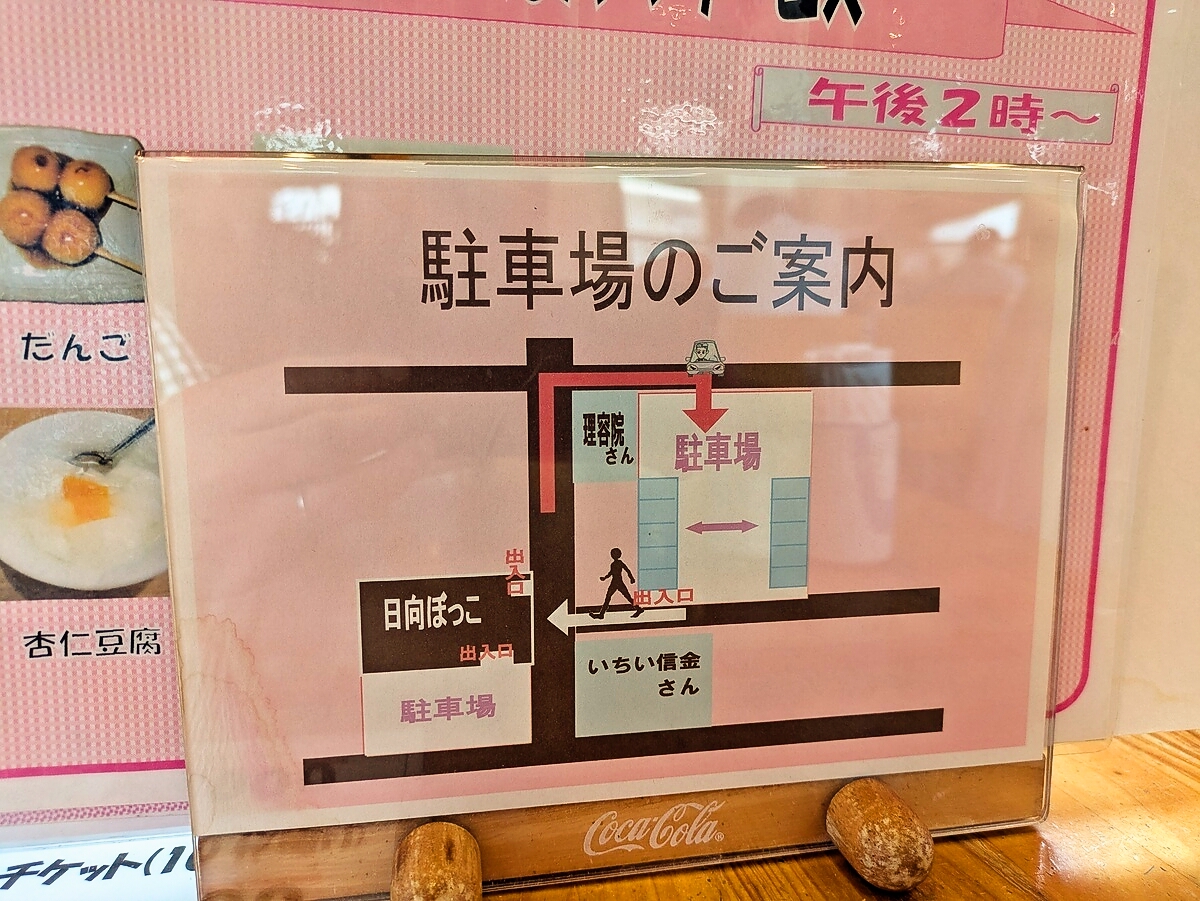 午後2時～
駐車場のご案内
だんご
理容院
さん
駐車場
出入口
出入口
日向ぼっこ
出入口
いちい信金
さん
杏仁豆腐
駐車場
Coca-Cola
チケット(1